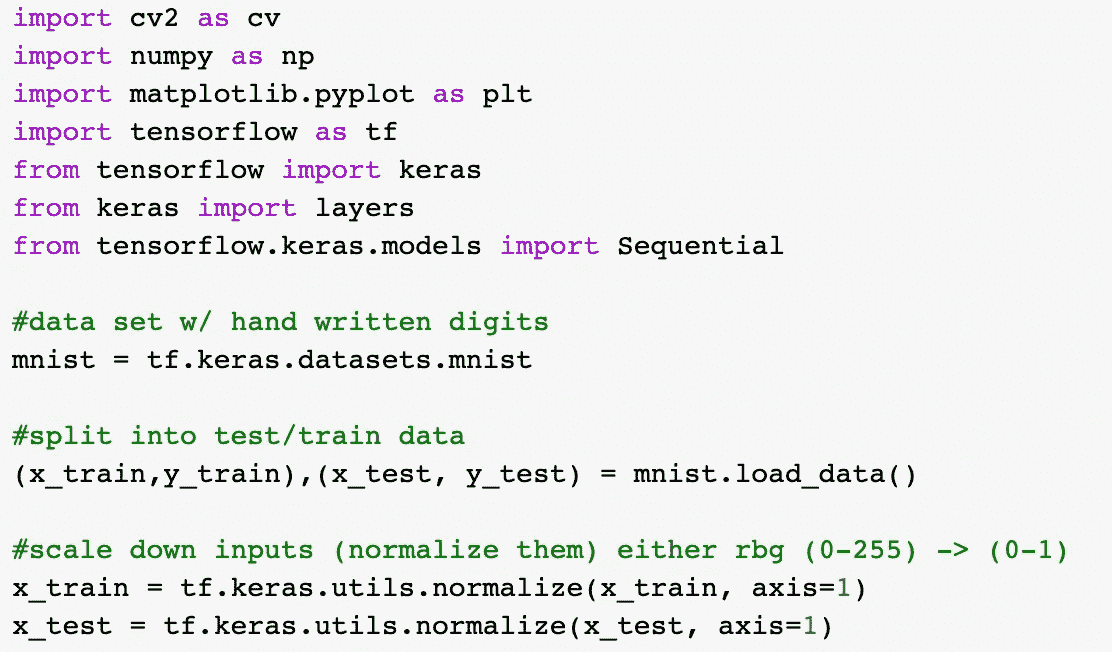 import cv2 as cv
import numpy as np
import matplotlib.pyplot as plt
import tensorflow as tf
from tensorflow import keras
from keras import layers
from tensorflow.keras.models import Sequential
#data set w/ hand written digits
mnist = tf.keras.datasets.mnist
#split into test/train data
(x_train,y_train),(x_test, y_test) = mnist.load_data()
#scale down inputs (normalize them) either rbg (0-255) -> (0-1)
x_train = tf.keras.utils.normalize(x_train, axis=1)
x_test = tf.keras.utils.normalize(x_test, axis=1)